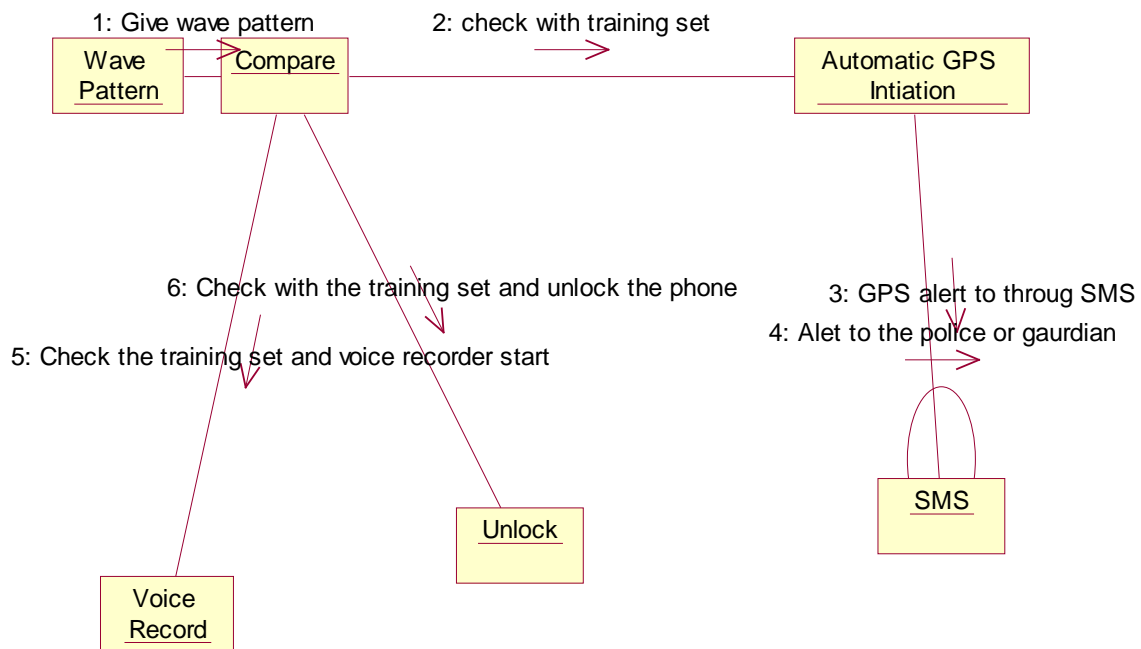 1: Give wave pattern
2: check with training set
Wave
Pattern
Compare
Automatic GPS
Intiation
6: Check with the training set and unlock the phone
3: GPS alert to throug SMS
4: Alet to the police or gaurdian
5: Check the training set and voice recorder start
SMS
Unlock
Voice
Record